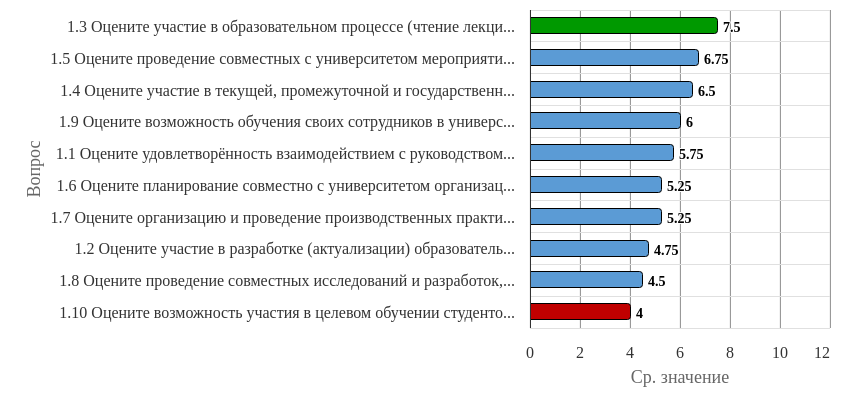 1.3 Оцените участие в образовательном процессе (чтение лекци... 7.5
1.5 Оцените проведение совместных с университетом мероприяти... 6.75
1.4 Оцените участие в текущей, промежуточной и государственн... 6.5
1.9 Оцените возможность обучения своих сотрудников в универс... 6
1.1 Оцените удовлетворённость взаимодействием с руководством... 5.75
1.6 Оцените планирование совместно с университетом организац... 5.25
1.7 Оцените организацию и проведение производственных практи... 5.25
1.2 Оцените участие в разработке (актуализации) образователь... 4.75
1.8 Оцените проведение совместных исследований и разработок,... 4.5
1.10 Оцените возможность участия в целевом обучении студенто... 4
Вопрос
0 2 4 6 8 10 12
Ср. значение